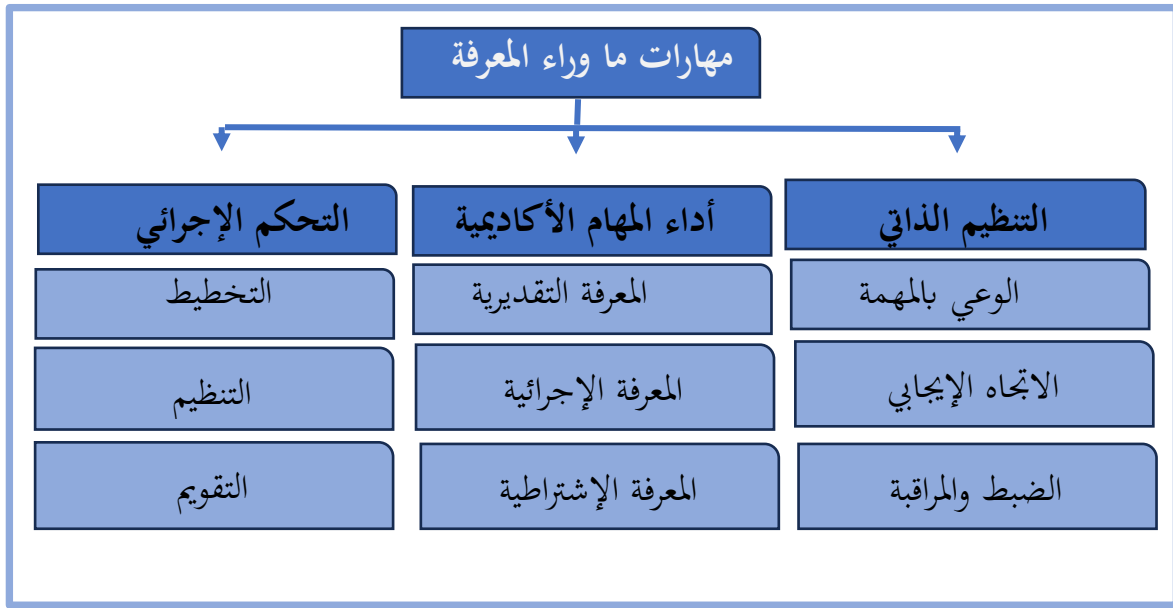 مهارات ما وراء المعرفة
التنظيم الذاتي
أداء المهام الأكاديمية
التحكم الإجرائي
الوعي بالمهمة
المعرفة التقديرية
التخطيط
الاتجاه الإيجابي
المعرفة الإجرائية
التنظيم
الضبط والمراقبة
المعرفة الإشتراطية
التقويم